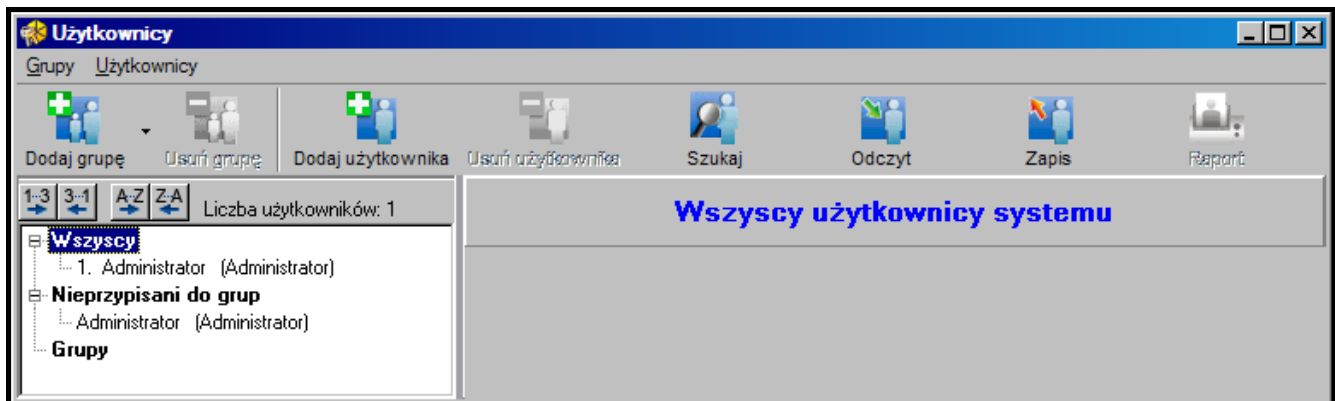 Użytkownicy
Grupy Użytkownicy
Dodaj grupę Usuń grupę Dodaj użytkownika Usuń użytkownika Szukaj Odczyt Zapis Raport
1··3 3··1 A··Z Z··A Liczba użytkowników: 1
Wszyscy użytkownicy systemu
Wszyscy
1. Administrator (Administrator)
Nieprzypisani do grup
Administrator (Administrator)
Grupy